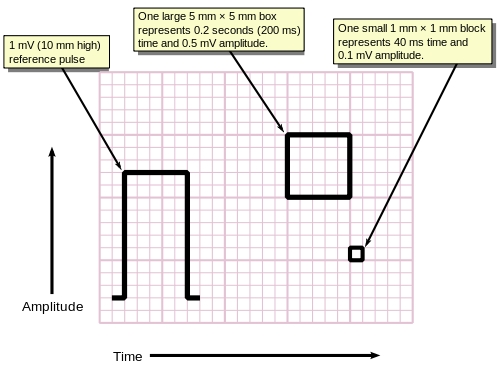 One large 5 mm × 5 mm box
represents 0.2 seconds (200 ms)
time and 0.5 mV amplitude.
One small 1 mm × 1 mm block
represents 40 ms time and
0.1 mV amplitude.
1 mV (10 mm high)
reference pulse
Amplitude
Time